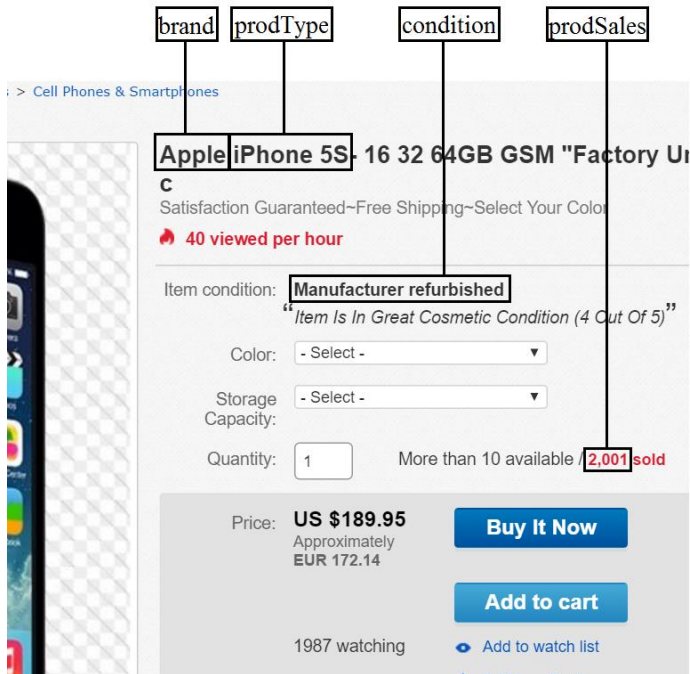 brand prodType condition prodSales
> Cell Phones & Smartphones
Apple iPhone 5S- 16 32 64GB GSM "Factory Un
c
Satisfaction Guaranteed~Free Shipping~Select Your Color
40 viewed per hour
Item condition: Manufacturer refurbished
“Item Is In Great Cosmetic Condition (4 Out Of 5)”
Color: - Select -
Storage Capacity: - Select -
Quantity: 1 More than 10 available / 2,001 sold
Price: US $189.95 Buy It Now
Approximately
EUR 172.14
Add to cart
1987 watching Add to watch list